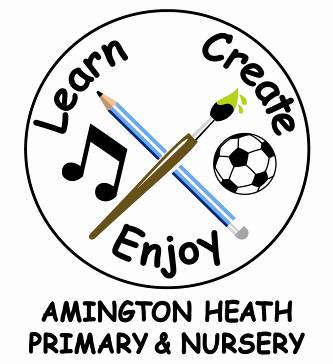 Learn
Create
Enjoy
AMINGTON HEATH
PRIMARY & NURSERY